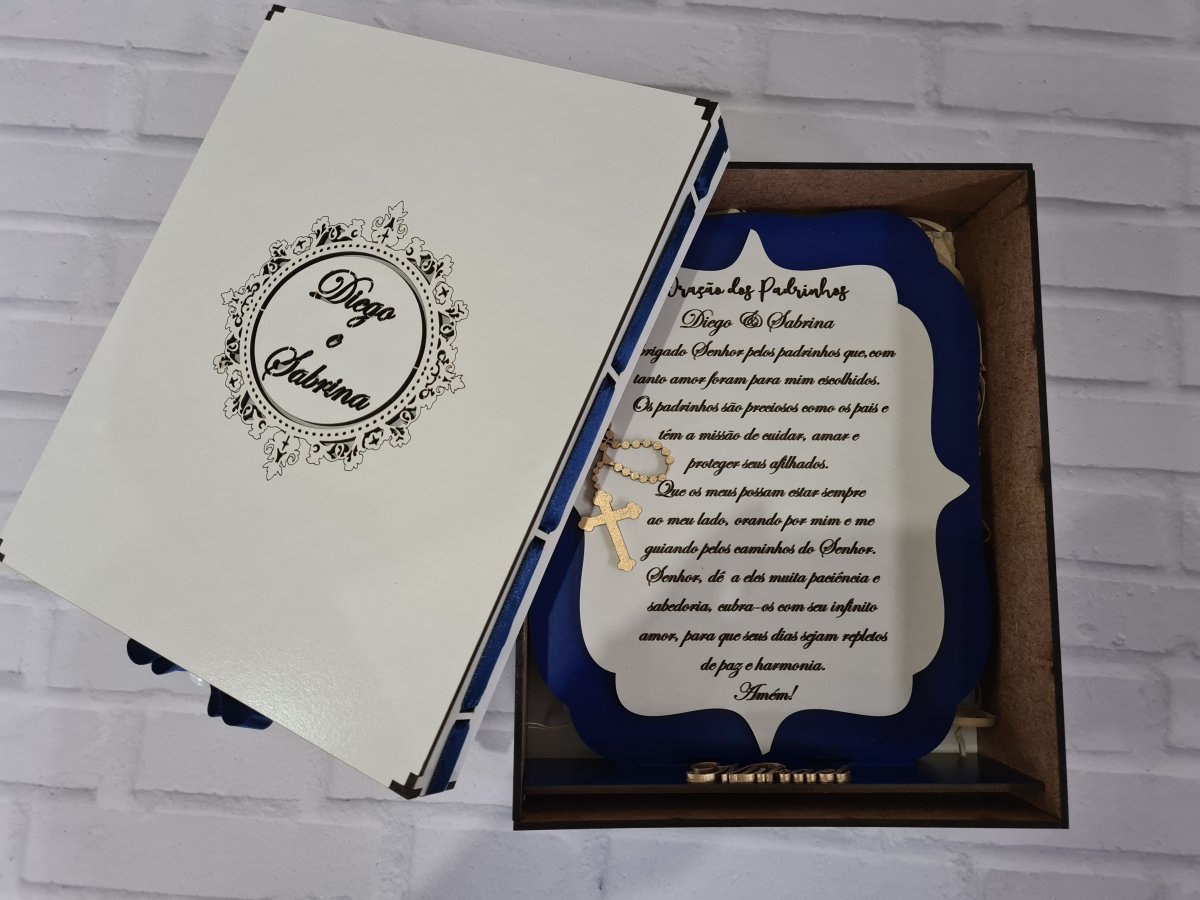 Diego
e
Sabrina
Oração dos Padrinhos
Diego & Sabrina
brigado Senhor pelos padrinhos que, com
tanto amor foram para mim escolhidos.
Os padrinhos são preciosos como os pais e
têm a missão de cuidar, amar e
proteger seus afilhados.
Que os meus possam estar sempre
ao meu lado, orando por mim e me
guiando pelos caminhos do Senhor.
Senhor, dê a eles muita paciência e
sabedoria, cubra-os com seu infinito
amor, para que seus dias sejam repletos
de paz e harmonia.
Amém!